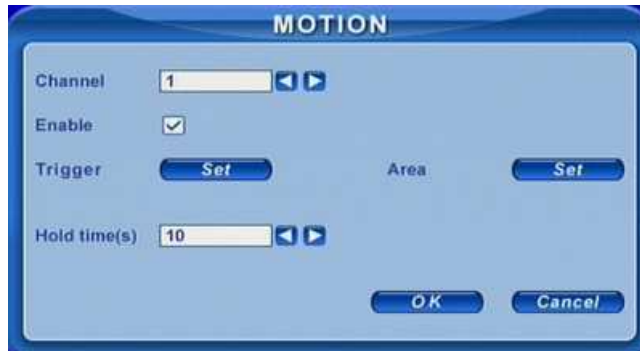 MOTION
Channel 1
Enable
Trigger Set Area Set
Hold time(s) 10
OK Cancel